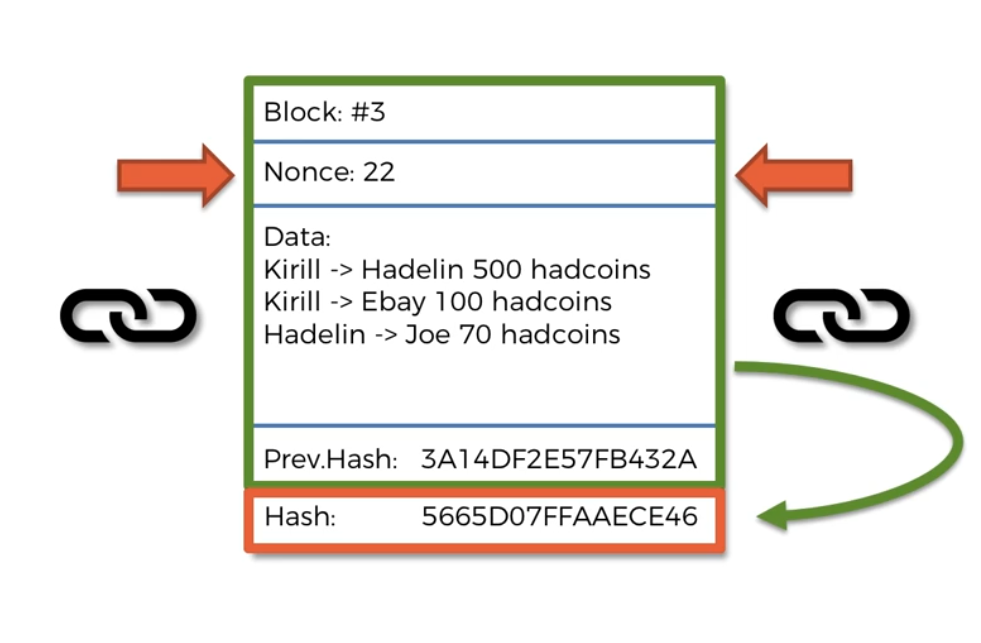 Block: #3
Nonce: 22
Data:
Kirill -> Hadelin 500 hadcoins
Kirill -> Ebay 100 hadcoins
Hadelin -> Joe 70 hadcoins
Prev.Hash: 3A14DF2E57FB432A
Hash: 5665D07FFAAECE46